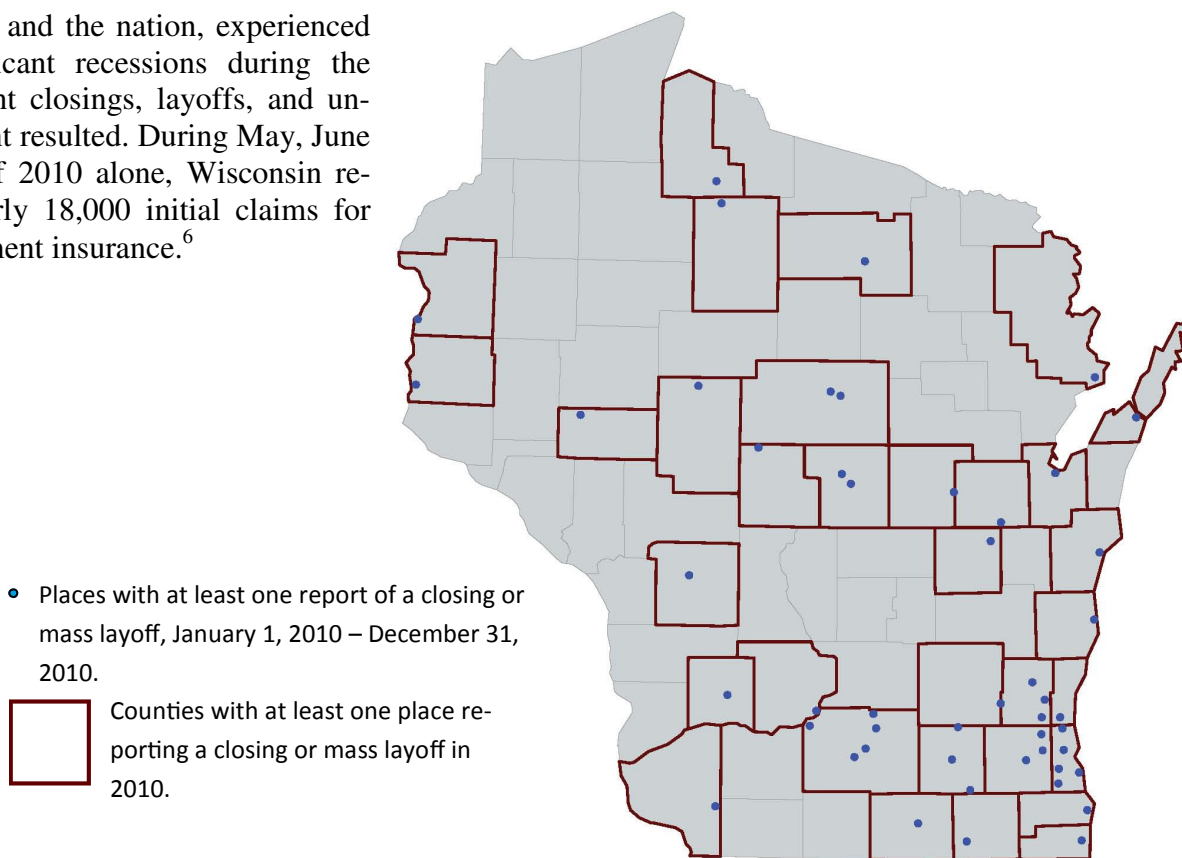 and the nation, experienced
icant recessions during the
nt closings, layoffs, and un-
nt resulted. During May, June
f 2010 alone, Wisconsin re-
rly 18,000 initial claims for
nent insurance.6
Places with at least one report of a closing or
mass layoff, January 1, 2010 – December 31,
2010.
Counties with at least one place re-
porting a closing or mass layoff in
2010.